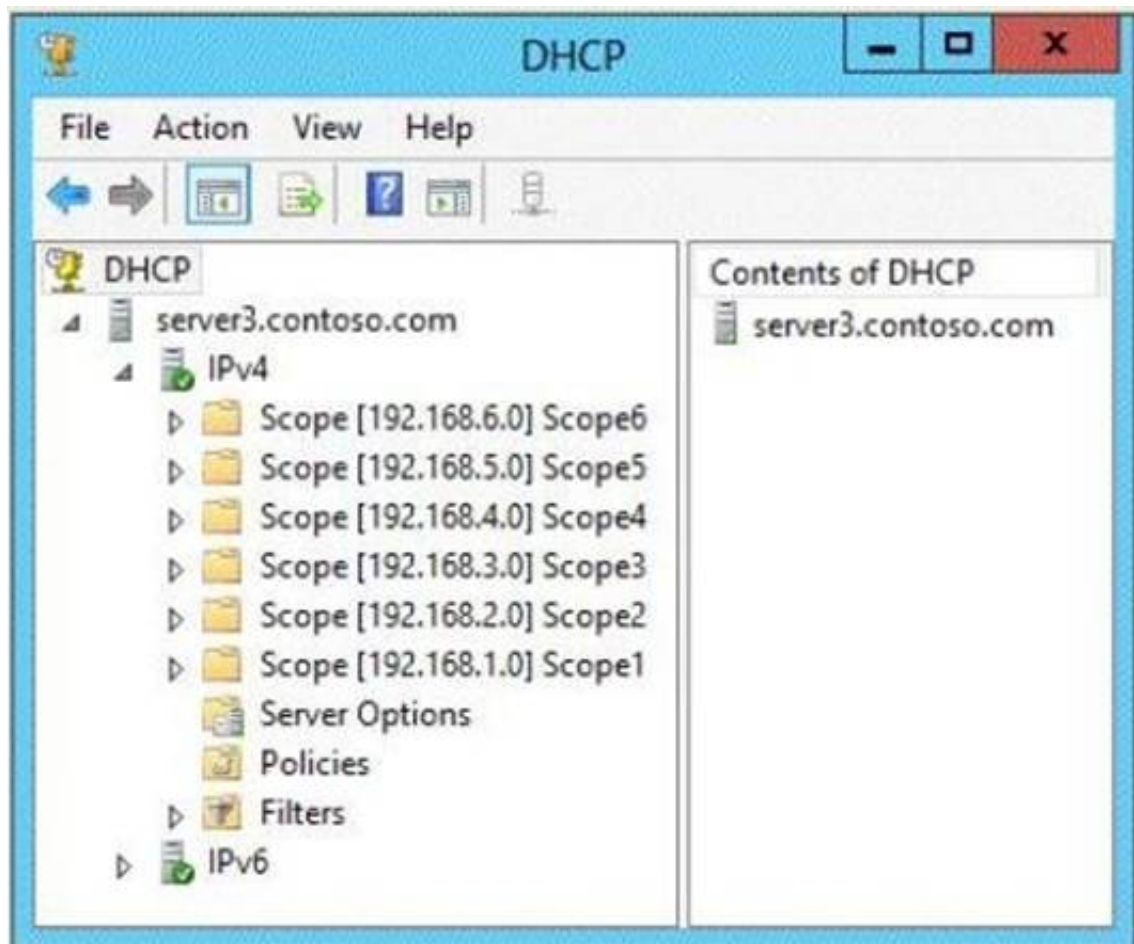 DHCP
File Action View Help
DHCP
server3.contoso.com
IPv4
Scope [192.168.6.0] Scope6
Scope [192.168.5.0] Scope5
Scope [192.168.4.0] Scope4
Scope [192.168.3.0] Scope3
Scope [192.168.2.0] Scope2
Scope [192.168.1.0] Scope1
Server Options
Policies
Filters
IPv6
Contents of DHCP
server3.contoso.com